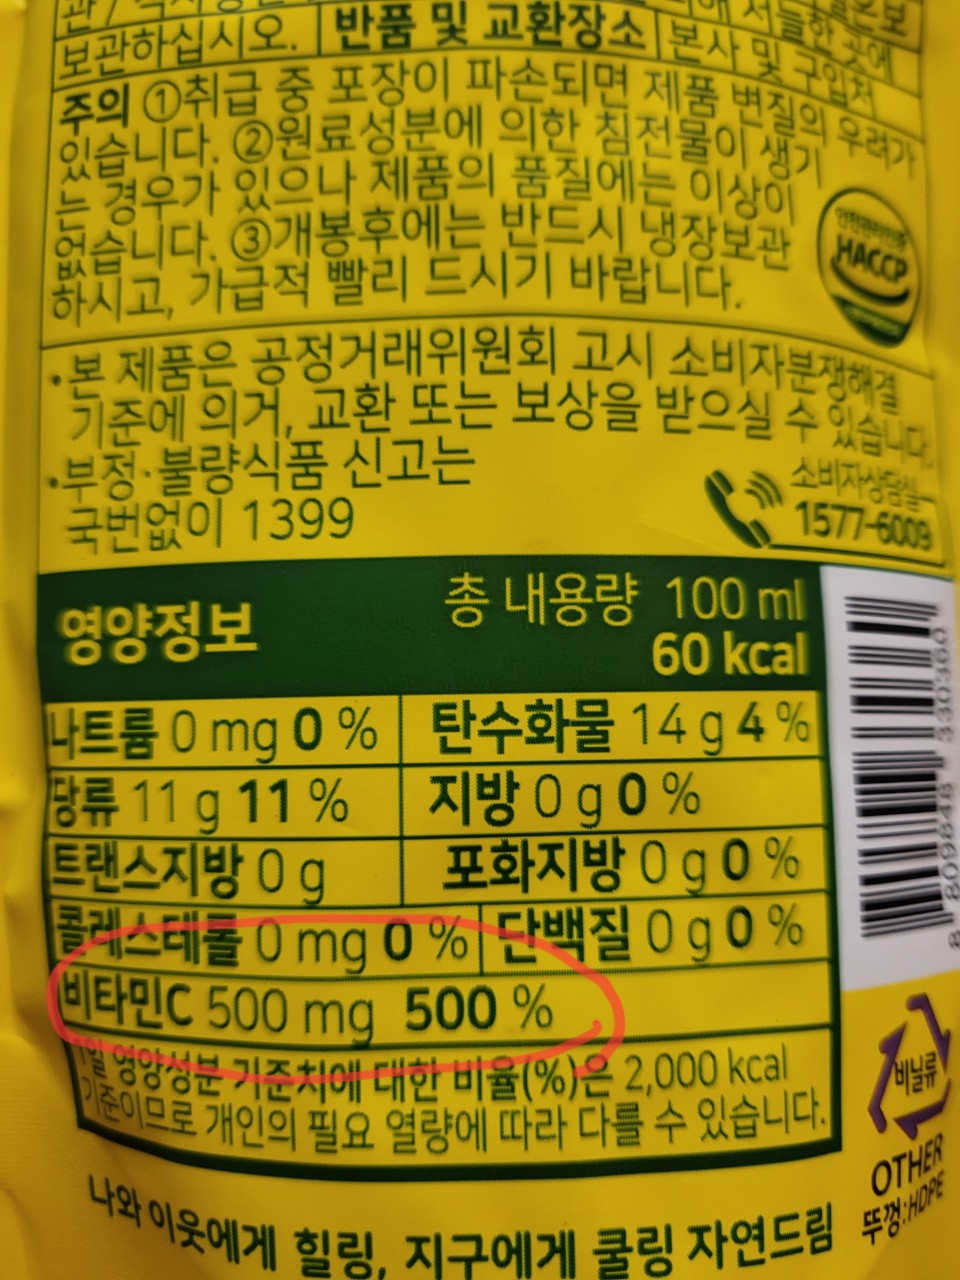 보관하십시오. 반품 및 교환장소 본사 및 구입처
주의 ①취급 중 포장이 파손되면 제품 변질의 우려가
있습니다. ②원료성분에 의한 침전물이 생기
는 경우가 있으나 제품의 품질에는 이상이
없습니다. ③개봉후에는 반드시 냉장보관
하시고, 가급적 빨리 드시기 바랍니다.
HACCP
•본 제품은 공정거래위원회 고시 소비자분쟁해결
기준에 의거, 교환 또는 보상을 받으실 수 있습니다.
•부정·불량식품 신고는
국번없이 1399
소비자상담실
1577-6009
영양정보
총 내용량 100 ml
60 kcal
나트륨 0 mg 0 % 탄수화물 14 g 4 %
당류 11 g 11 % 지방 0 g 0 %
트랜스지방 0 g 포화지방 0 g 0 %
콜레스테롤 0 mg 0 % 단백질 0 g 0 %
비타민C 500 mg 500 %
1일 영양성분 기준치에 대한 비율(%)은 2,000 kcal
기준이므로 개인의 필요 열량에 따라 다를 수 있습니다.
비닐류
OTHER
뚜껑:HDPE
나와 이웃에게 힐링, 지구에게 쿨링 자연드림